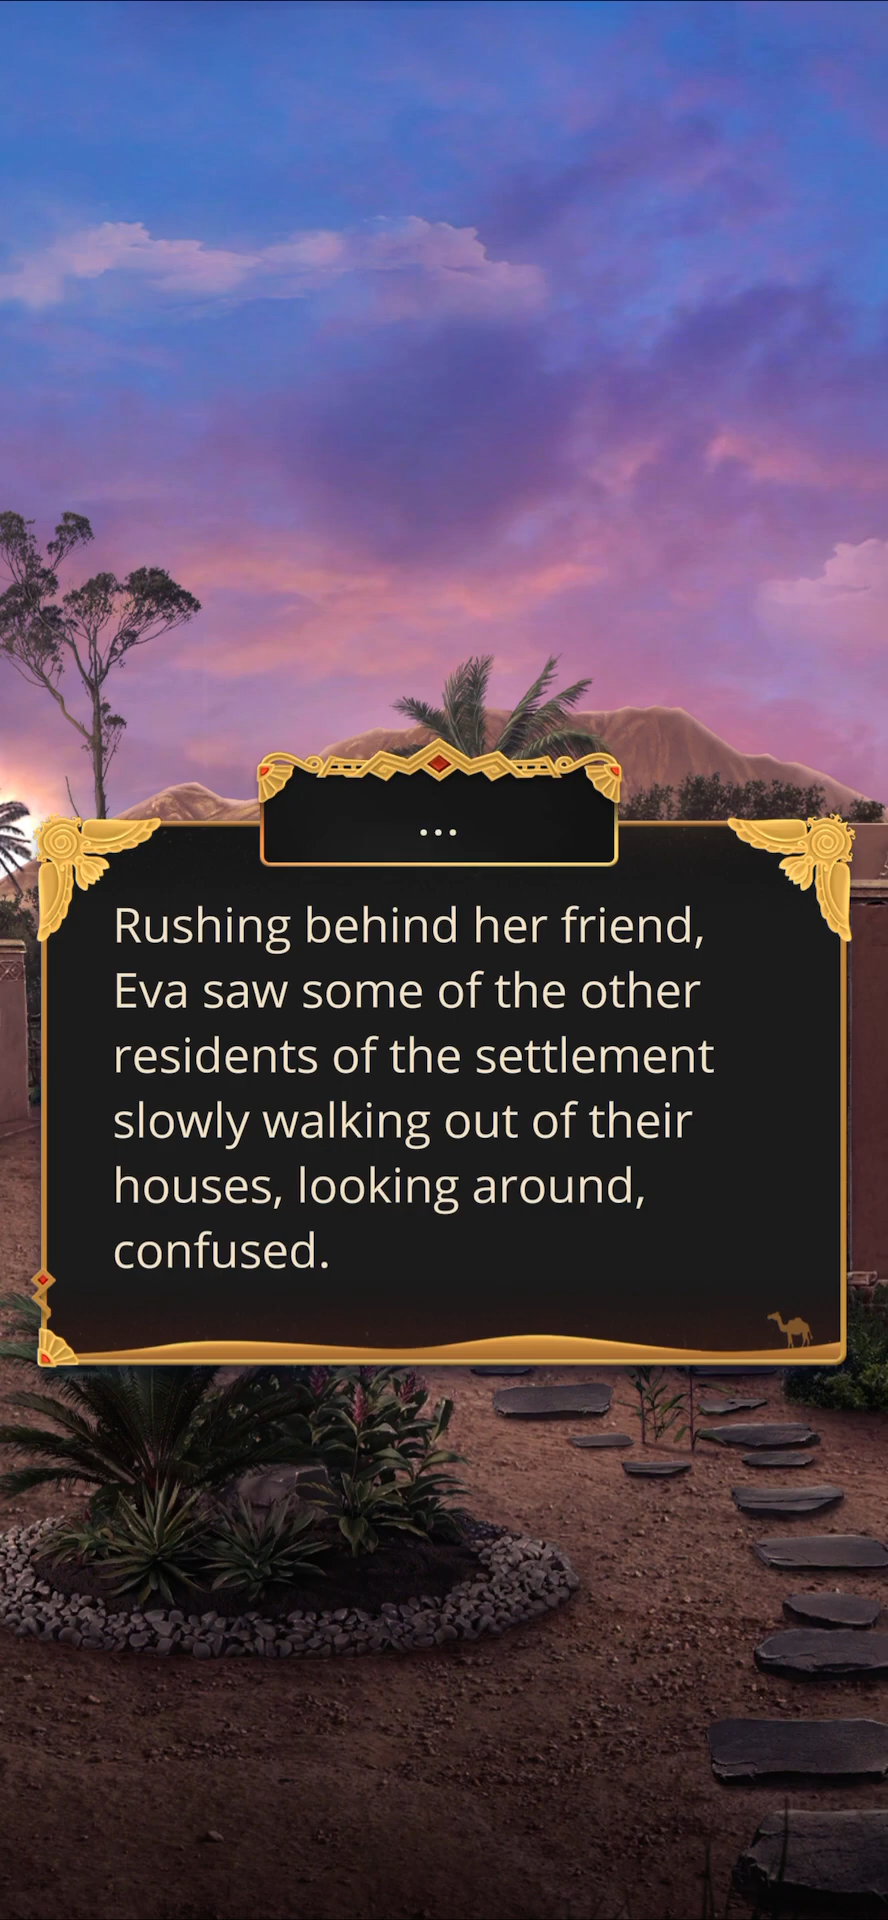 ...
Rushing behind her friend,
Eva saw some of the other
residents of the settlement
slowly walking out of their
houses, looking around,
confused.